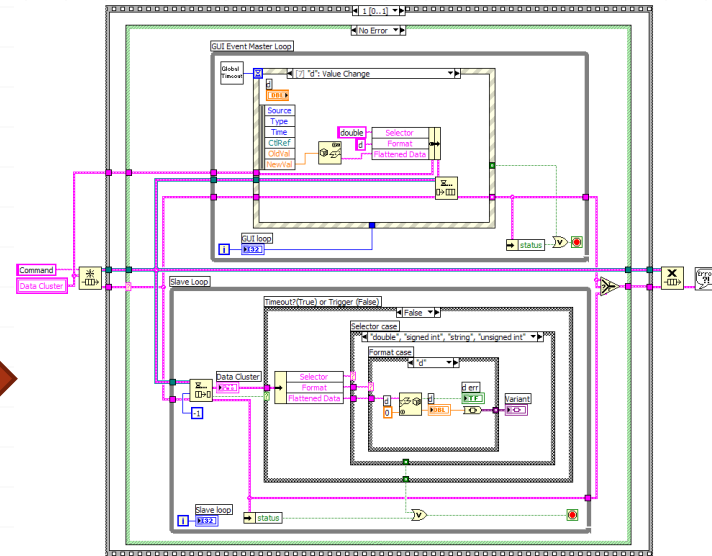 1 [0..1]
No Error
GUI Event Master Loop
Global
Timeout
[7] "d": Value Change
d
DBL
Source
Type
Time
CtlRef
OldVal
NewVal
double
d
Selector
Format
Flattened Data
GUI loop
i
I32
status
Command
Data Cluster
Slave Loop
Timeout?(True) or Trigger (False)
False
Selector case
"double", "signed int", "string", "unsigned int"
Format case
"d"
Data Cluster
-1
Selector
Format
Flattened Data
d
0
d
DBL
d err
TF
Variant
Slave loop
i
I32
status